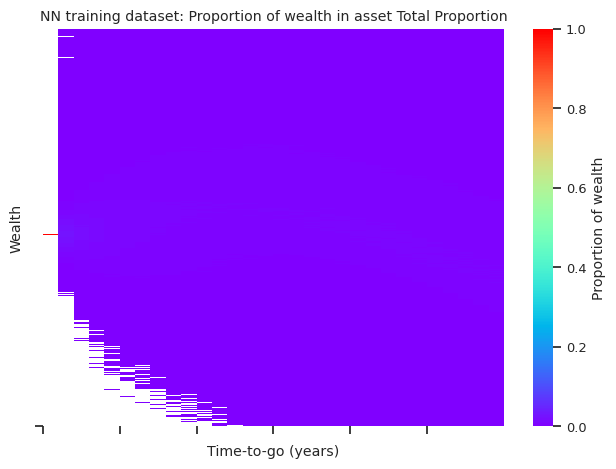 NN training dataset: Proportion of wealth in asset Total Proportion
Wealth
Time-to-go (years)
1.0
0.8
0.6
0.4
0.2
0.0
Proportion of wealth